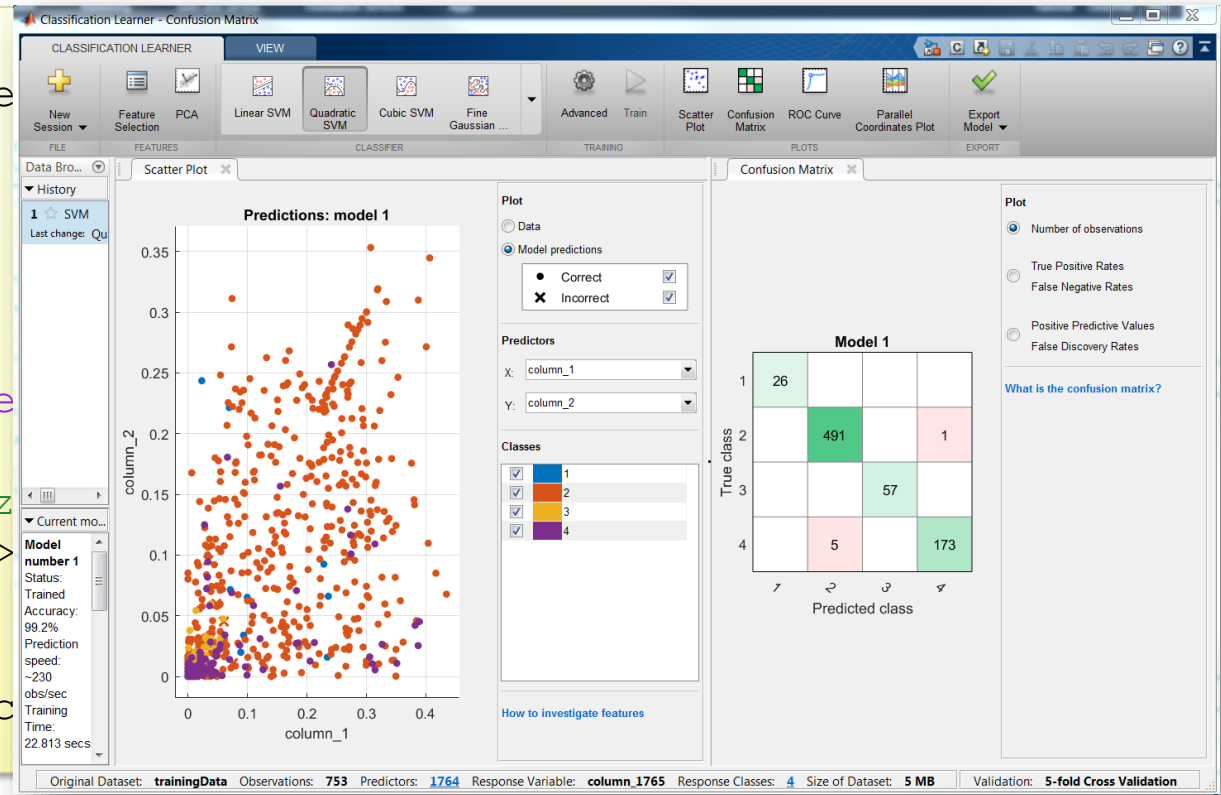 Classification Learner - Confusion Matrix
CLASSIFICATION LEARNER
VIEW
New
Session
Feature
Selection
PCA
Linear SVM
Quadratic
SVM
Cubic SVM
Fine
Gaussian ...
Advanced
Train
Scatter
Plot
Confusion
Matrix
ROC Curve
Parallel
Coordinates Plot
Export
Model
FILE
FEATURES
CLASSIFIER
TRAINING
PLOTS
EXPORT
Data Bro...
History
1 SVM
Last change: Qu
Current mo...
Model
number 1
Status:
Trained
Accuracy:
99.2%
Prediction
speed:
~230
obs/sec
Training
Time:
22.813 secs
Scatter Plot
Predictions: model 1
0.35
0.3
0.25
0.2
0.15
0.1
0.05
0
column_2
0 0.1 0.2 0.3 0.4
column_1
Plot
Data
Model predictions
Correct
Incorrect
Predictors
X: column_1
Y: column_2
Classes
1
2
3
4
How to investigate features
Confusion Matrix
Model 1
1 26
2 491 1
3 57
4 5 173
True class
1 2 3 4
Predicted class
Plot
Number of observations
True Positive Rates
False Negative Rates
Positive Predictive Values
False Discovery Rates
What is the confusion matrix?
Original Dataset: trainingData Observations: 753 Predictors: 1764 Response Variable: column_1765 Response Classes: 4 Size of Dataset: 5 MB Validation: 5-fold Cross Validation